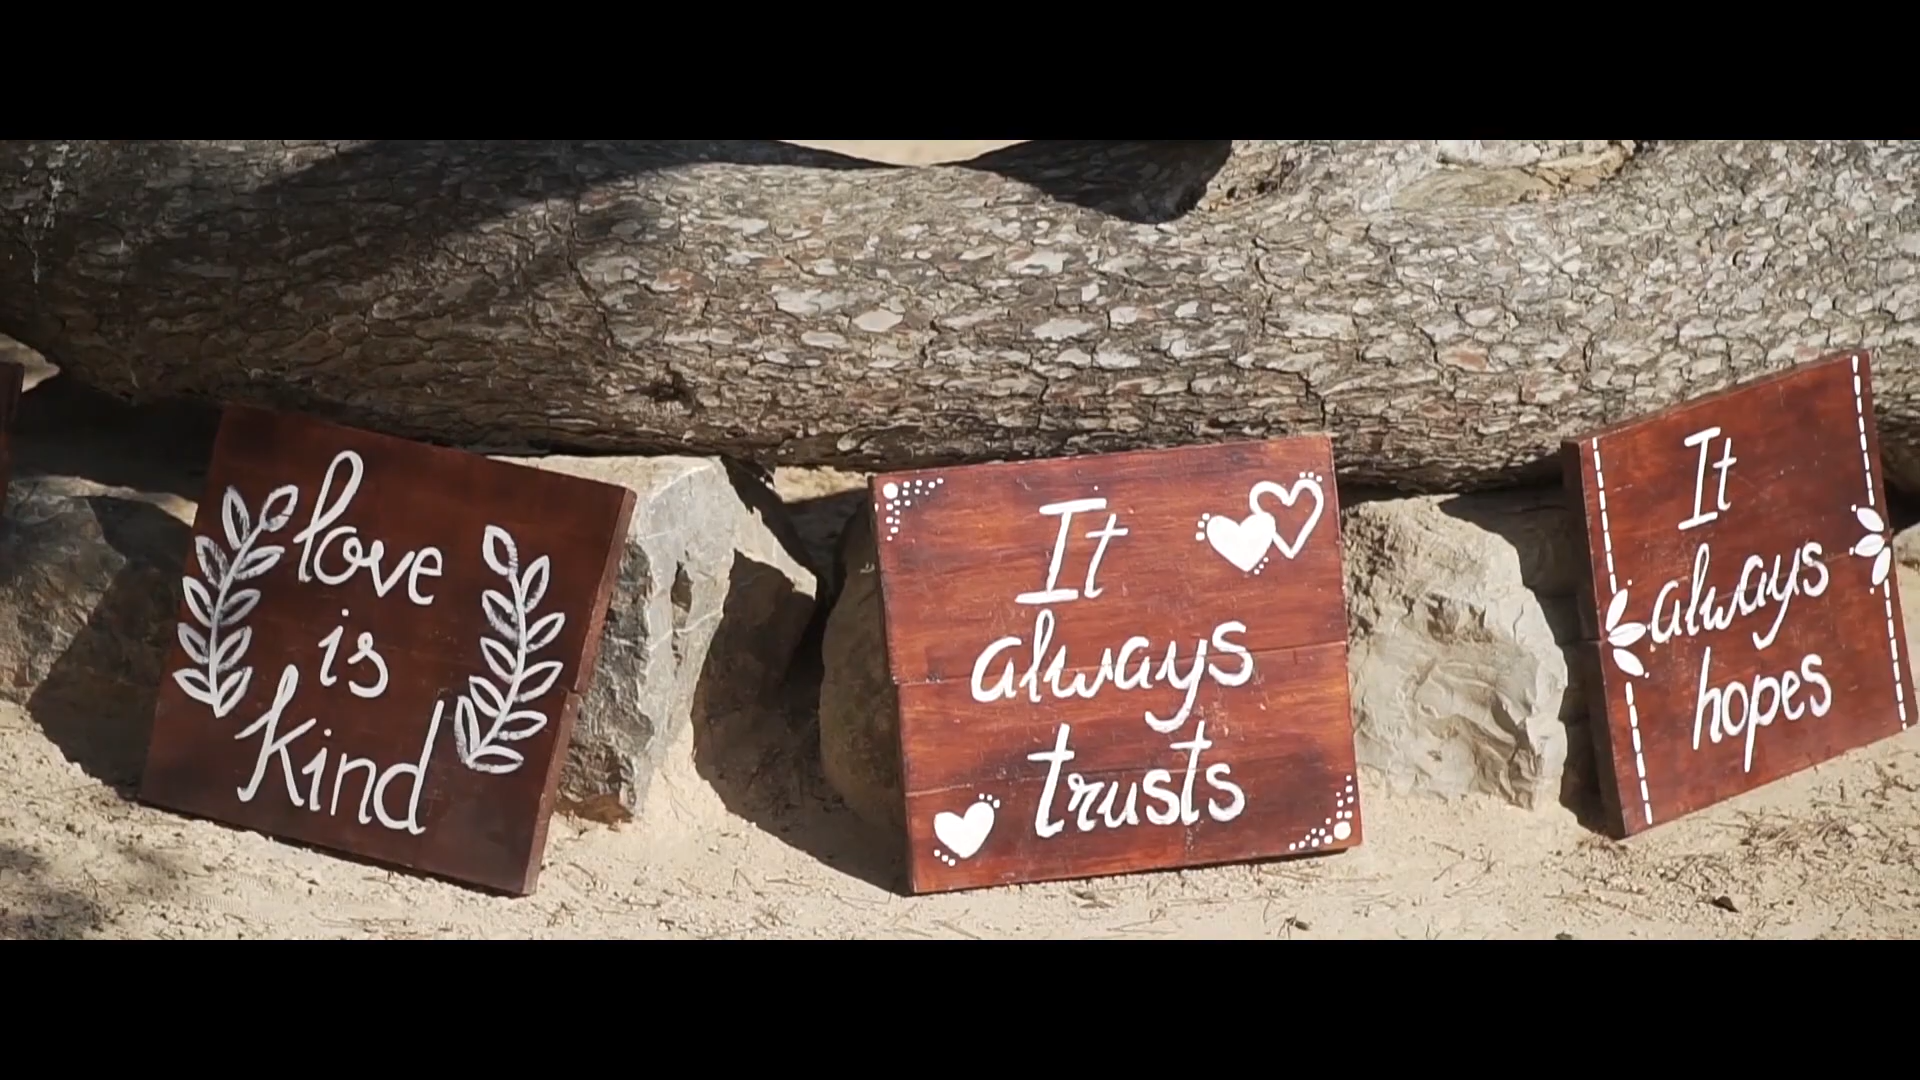 love
is
kind
It
always
trusts
It
always
hopes